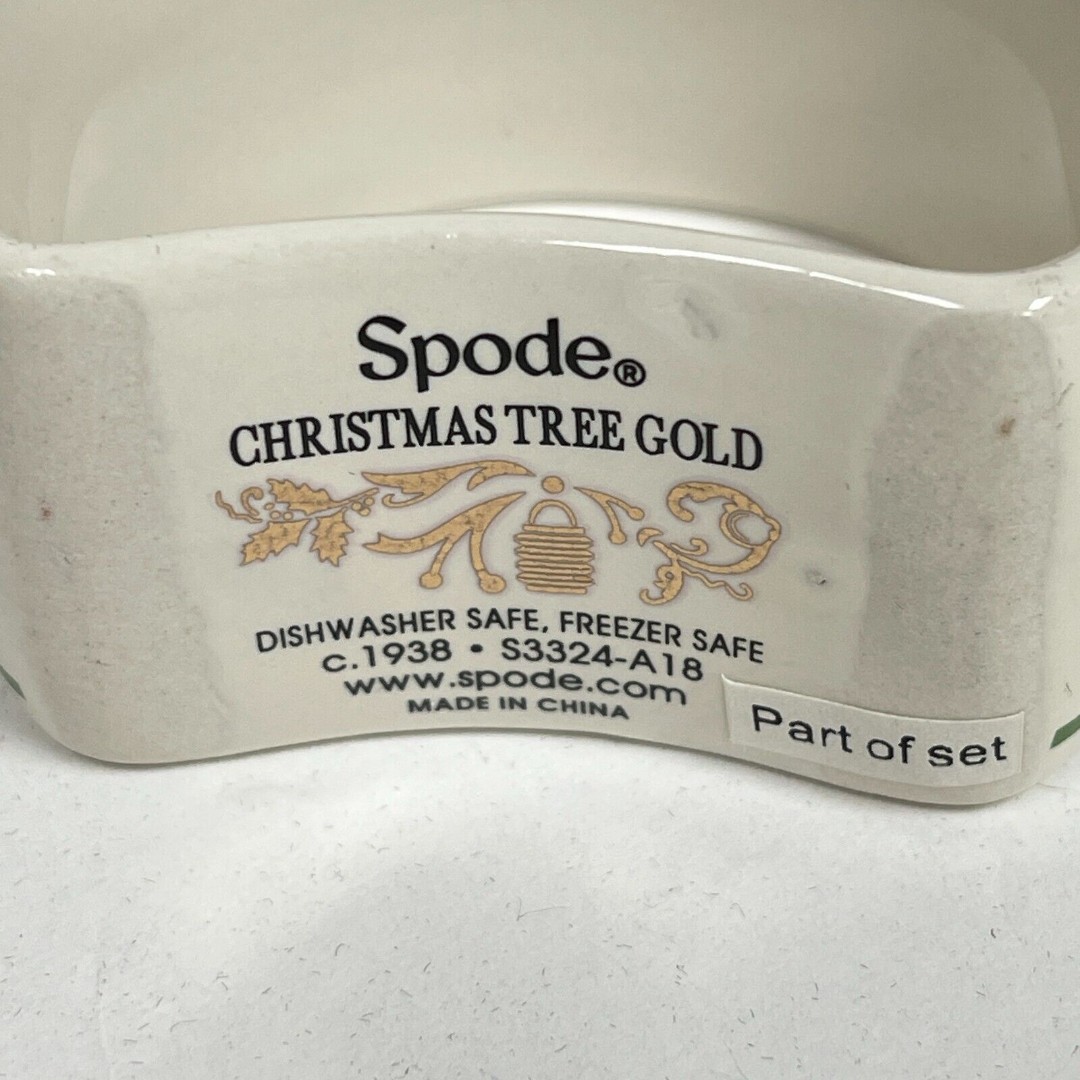 Spode®
CHRISTMAS TREE GOLD
DISHWASHER SAFE, FREEZER SAFE
c.1938 • S3324-A18
www.spode.com
MADE IN CHINA
Part of set